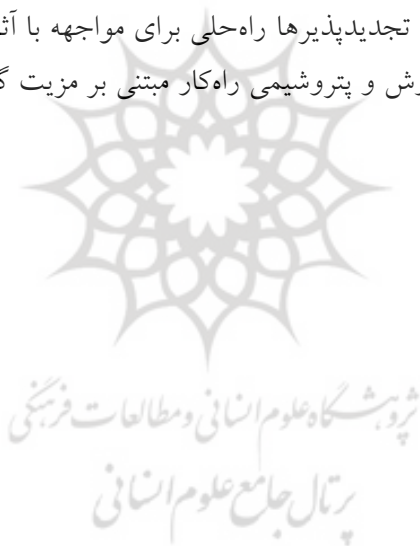 تجدیدپذیرها راه‌حلی برای مواجهه با
زش و پتروشیمی راه‌کار مبتنی بر مزیت
پژوهشگاه علوم انسانی و مطالعات فرهنگی
پرتال جامع علوم انسانی